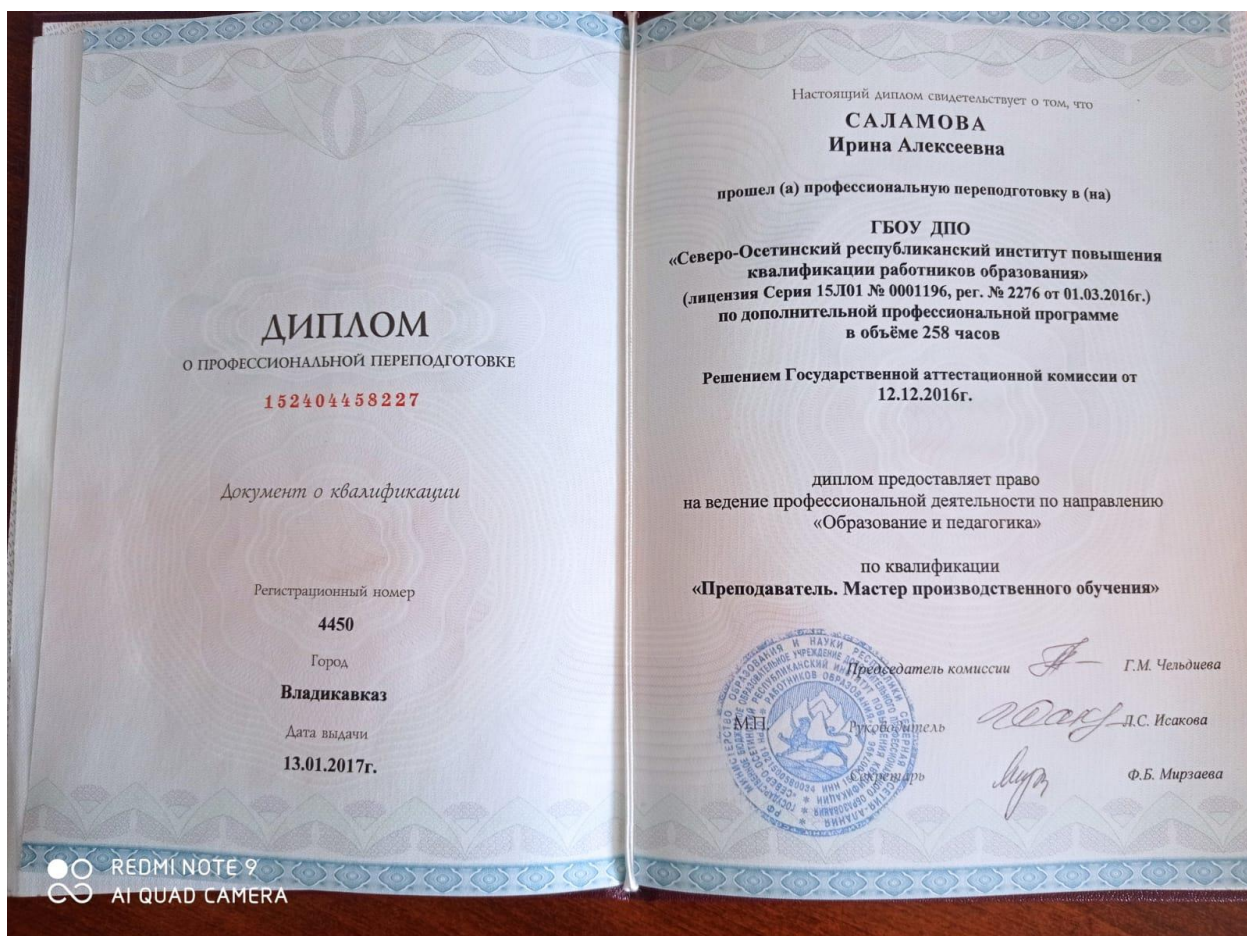 ДИПЛОМ
О ПРОФЕССИОНАЛЬНОЙ ПЕРЕПОДГОТОВКЕ
152404458227
Документ о квалификации
Регистрационный номер
4450
Город
Владикавказ
Дата выдачи
13.01.2017г.
Настоящий диплом свидетельствует о том, что
САЛАМОВА
Ирина Алексеевна
прошел (а) профессиональную переподготовку в (на)
ГБОУ ДПО
«Северо-Осетинский республиканский институт повышения
квалификации работников образования»
(лицензия Серия 15Л01 № 0001196, рег. № 2276 от 01.03.2016г.)
по дополнительной профессиональной программе
в объёме 258 часов
Решением Государственной аттестационной комиссии от
12.12.2016г.
диплом предоставляет право
на ведение профессиональной деятельности по направлению
«Образование и педагогика»
по квалификации
«Преподаватель. Мастер производственного обучения»
Председатель комиссии Г.М. Чельдиева
М.П. Руководитель Л.С. Исакова
Секретарь Ф.Б. Мирзаева
REDMI NOTE 9
AI QUAD CAMERA